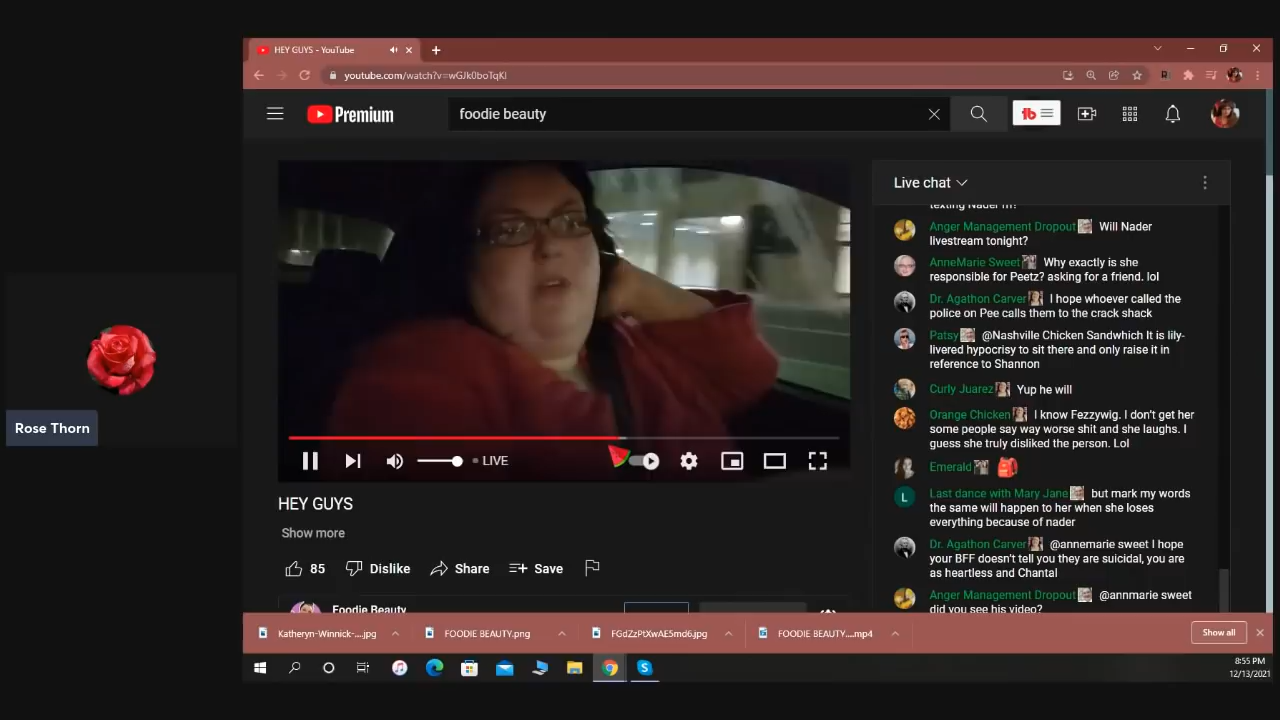 HEY GUYS - YouTube
youtube.com/watch?v=wGJk0boTqKI
Premium
foodie beauty
tb
Live chat
texting Nader
Anger Management Dropout Will Nader
livestream tonight?
AnneMarie Sweet Why exactly is she
responsible for Peetz? asking for a friend. lol
Dr. Agathon Carver I hope whoever called the
police on Pee calls them to the crack shack
Patsy @Nashville Chicken Sandwhich It is lily-
livered hypocrisy to sit there and only raise it in
reference to Shannon
Curly Juarez Yup he will
Orange Chicken I know Fezzywig. I don't get her
some people say way worse shit and she laughs. I
guess she truly disliked the person. Lol
Emerald
L
Last dance with Mary Jane but mark my words
the same will happen to her when she loses
everything because of nader
Dr. Agathon Carver @annemarie sweet I hope
your BFF doesn't tell you they are suicidal, you are
as heartless and Chantal
Anger Management Dropout @annmarie sweet
did you see his video?
Rose Thorn
LIVE
HEY GUYS
Show more
85
Dislike
Share
Save
Foodie Beauty
Katheryn-Winnick-....jpg
FOODIE BEAUTY.png
FGdZzPtXwAE5md6.jpg
FOODIE BEAUTY....mp4
Show all
8:55 PM
12/13/2021